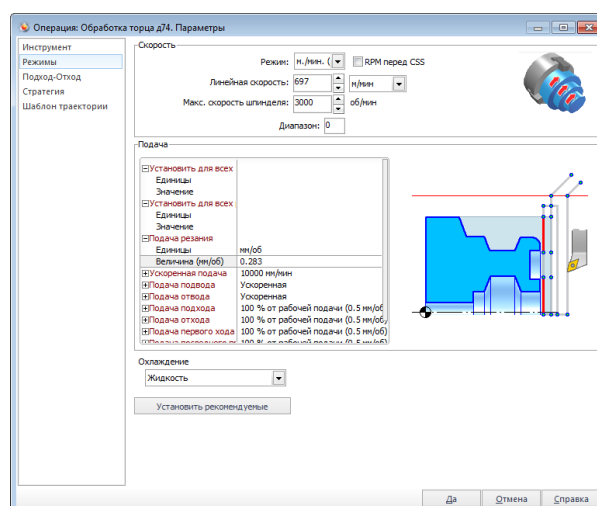 Операция: Обработка торца д74. Параметры
Инструмент
Режимы
Подход-Отход
Стратегия
Шаблон траектории
Скорость
Режим: м./мин. ( RPM перед CSS
Линейная скорость: 697 м/мин
Макс. скорость шпинделя: 3000 об/мин
Диапазон: 0
Подача
Установить для всех
Единицы
Значение
Установить для всех
Единицы
Значение
Подача резания
Единицы мм/об
Величина (мм/об) 0.283
Ускоренная подача 10000 мм/мин
Подача подвода Ускоренная
Подача отвода Ускоренная
Подача подхода 100 % от рабочей подачи (0.5 мм/об
Подача отхода 100 % от рабочей подачи (0.5 мм/об
Подача первого хода 100 % от рабочей подачи (0.5 мм/об)
Охлаждение
Жидкость
Установить рекомендуемые
Да Отмена Справка